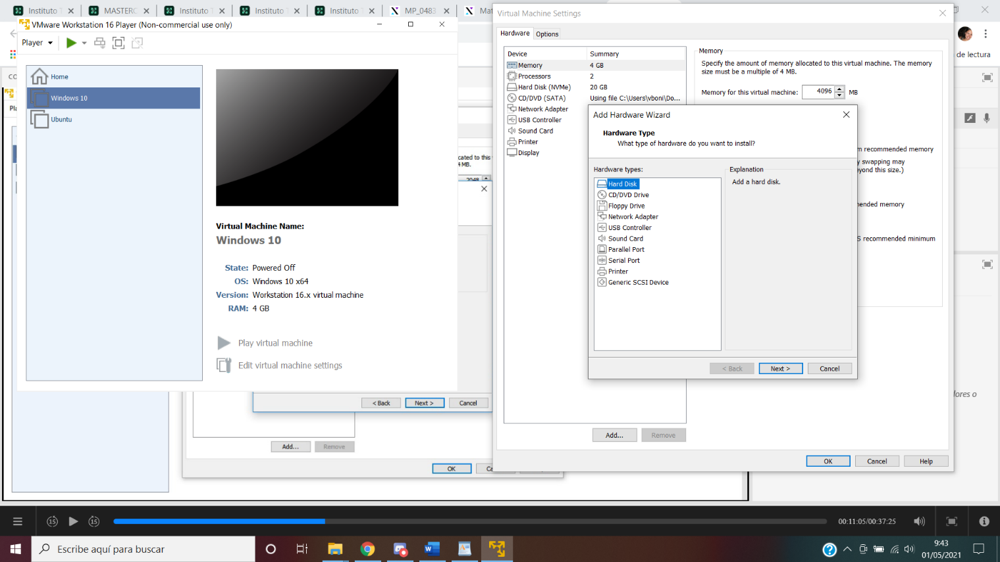 Instituto T
MASTERC
Instituto T
Instituto T
Instituto T
MP_0483
Mat
VMware Workstation 16 Player (Non-commercial use only)
Player
Home
Windows 10
Ubuntu
Virtual Machine Name:
Windows 10
State: Powered Off
OS: Windows 10 x64
Version: Workstation 16.x virtual machine
RAM: 4 GB
Play virtual machine
Edit virtual machine settings
Virtual Machine Settings
Hardware
Options
Device Summary
Memory 4 GB
Processors 2
Hard Disk (NVMe) 20 GB
CD/DVD (SATA) Using file C:\Users\vboni\Do...
Network Adapter
USB Controller
Sound Card
Printer
Display
Memory
Specify the amount of memory allocated to this virtual machine. The memory
size must be a multiple of 4 MB.
Memory for this virtual machine: 4096 MB
m recommended memory
y swapping may
eyond this size.)
ended memory
S recommended minimum
Add Hardware Wizard
Hardware Type
What type of hardware do you want to install?
Hardware types:
Hard Disk
CD/DVD Drive
Floppy Drive
Network Adapter
USB Controller
Sound Card
Parallel Port
Serial Port
Printer
Generic SCSI Device
Explanation
Add a hard disk.
< Back
Next >
Cancel
Add...
Remove
OK
Cancel
Help
de lectura
CO
Pla
cated to this
4 MB.
2048
< Back
Next >
Cancel
Add...
Remove
OK
Ca
dores o
15
15
00:11:05/00:37:25
Escribe aquí para buscar
9:43
01/05/2021